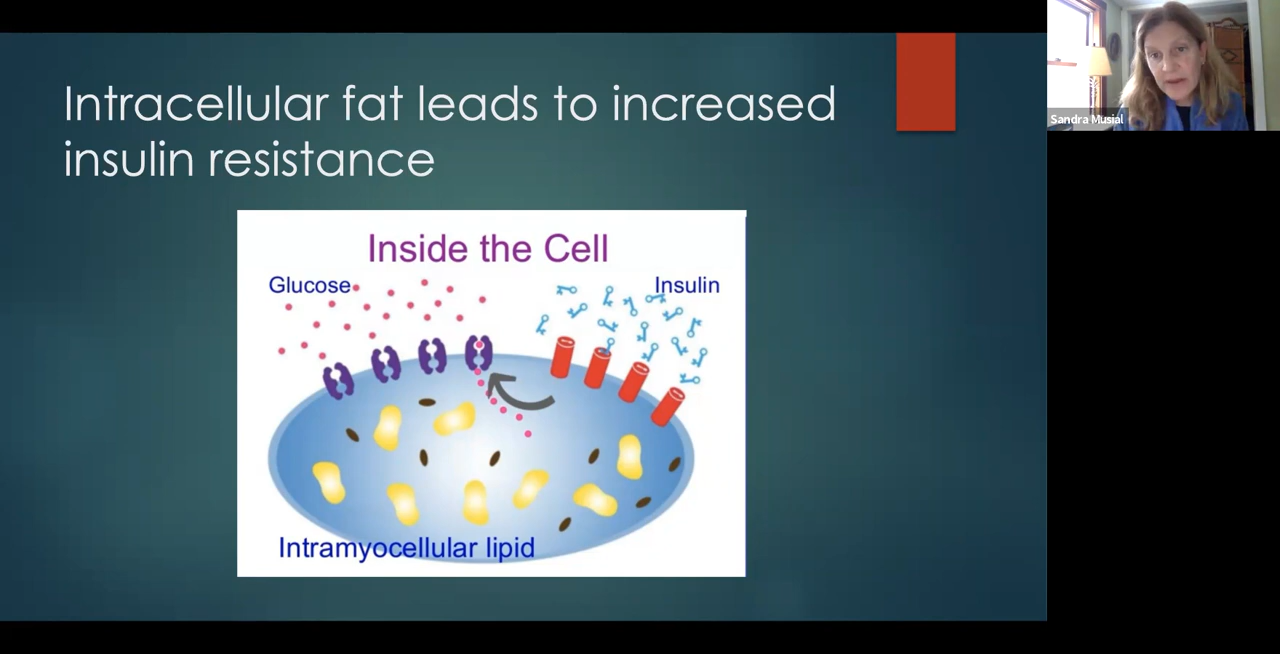 Intracellular fat leads to increased
insulin resistance
Inside the Cell
Glucose
Insulin
Intramyocellular lipid
Sandra Musial